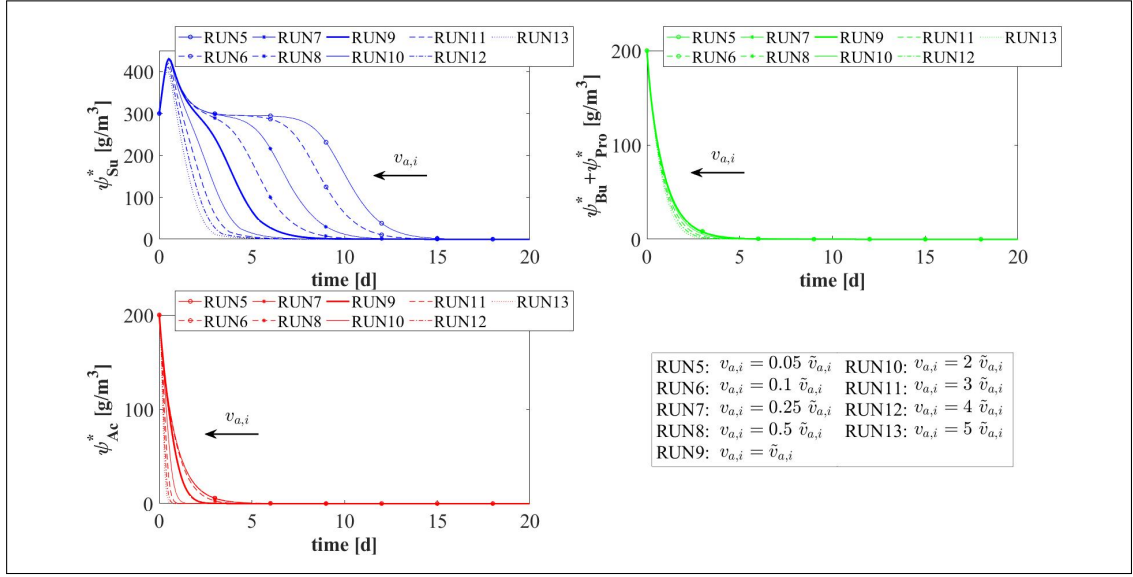 RUN5 RUN7 RUN9 RUN11 RUN13
RUN6 RUN8 RUN10 RUN12
ψ*Su [g/m³]
400
300
200
100
0
v_a,i
0 5 10 15 20
time [d]
RUN5 RUN7 RUN9 RUN11 RUN13
RUN6 RUN8 RUN10 RUN12
ψ*Bu+ψ*Pro [g/m³]
200
100
0
v_a,i
0 5 10 15 20
time [d]
RUN5 RUN7 RUN9 RUN11 RUN13
RUN6 RUN8 RUN10 RUN12
ψ*Ac [g/m³]
200
100
0
v_a,i
0 5 10 15 20
time [d]
RUN5: v_a,i = 0.05 ṽ_a,i RUN10: v_a,i = 2 ṽ_a,i
RUN6: v_a,i = 0.1 ṽ_a,i RUN11: v_a,i = 3 ṽ_a,i
RUN7: v_a,i = 0.25 ṽ_a,i RUN12: v_a,i = 4 ṽ_a,i
RUN8: v_a,i = 0.5 ṽ_a,i RUN13: v_a,i = 5 ṽ_a,i
RUN9: v_a,i = ṽ_a,i